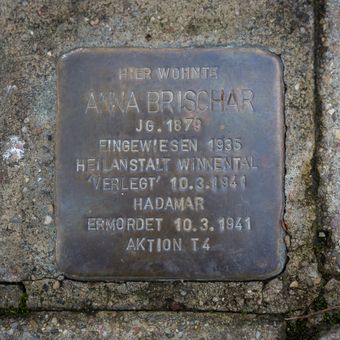 HIER WOHNTE
ANNA BRISCHAR
JG. 1879
EINGEWIESEN 1935
HEILANSTALT WINNENTAL
'VERLEGT' 10.3.1941
HADAMAR
ERMORDET 10.3.1941
AKTION T4